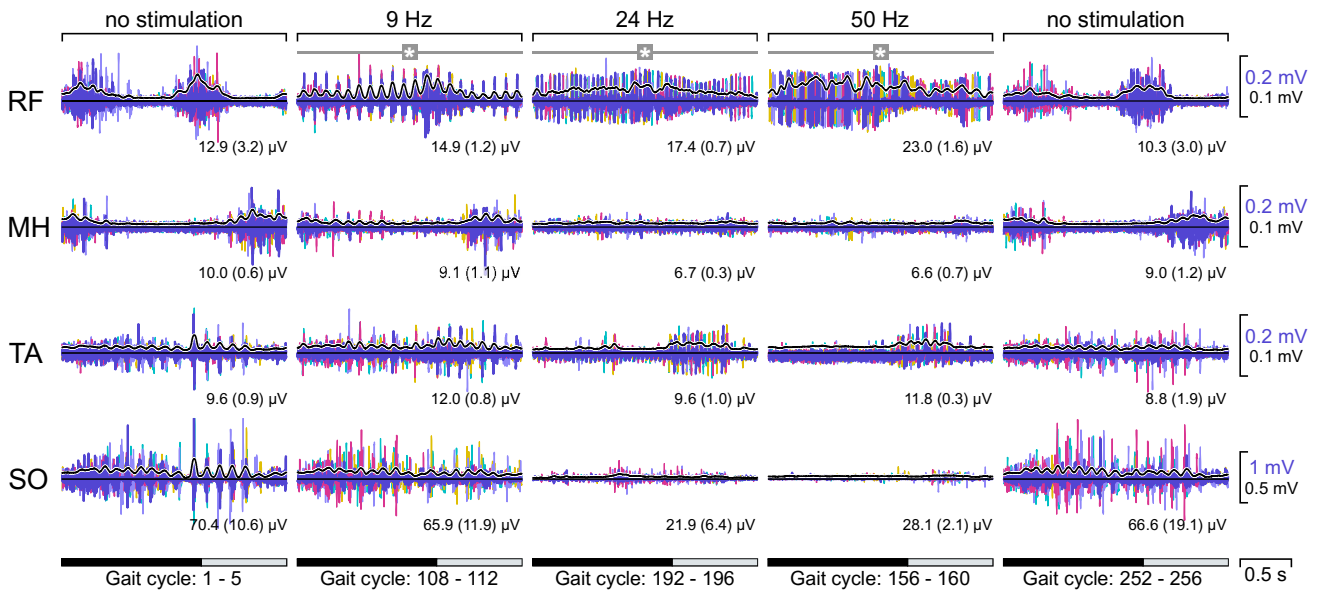 no stimulation 9 Hz 24 Hz 50 Hz no stimulation
* * *
RF 0.2 mV
0.1 mV
12.9 (3.2) µV 14.9 (1.2) µV 17.4 (0.7) µV 23.0 (1.6) µV 10.3 (3.0) µV
MH 0.2 mV
0.1 mV
10.0 (0.6) µV 9.1 (1.1) µV 6.7 (0.3) µV 6.6 (0.7) µV 9.0 (1.2) µV
TA 0.2 mV
0.1 mV
9.6 (0.9) µV 12.0 (0.8) µV 9.6 (1.0) µV 11.8 (0.3) µV 8.8 (1.9) µV
SO 1 mV
0.5 mV
70.4 (10.6) µV 65.9 (11.9) µV 21.9 (6.4) µV 28.1 (2.1) µV 66.6 (19.1) µV
Gait cycle: 1 - 5 Gait cycle: 108 - 112 Gait cycle: 192 - 196 Gait cycle: 156 - 160 Gait cycle: 252 - 256 0.5 s